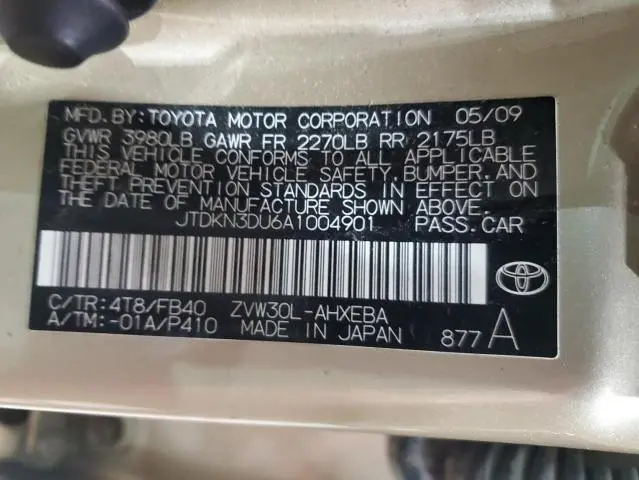 MFD.BY:TOYOTA MOTOR CORPORATION 05/09
GVWR 3980LB GAWR FR 2270LB RR 2175LB
THIS VEHICLE CONFORMS TO ALL APPLICABLE
FEDERAL MOTOR VEHICLE SAFETY,BUMPER,AND
THEFT PREVENTION STANDARDS IN EFFECT ON
THE DATE OF MANUFACTURE SHOWN ABOVE.
JTDKN3DU6A1004901 PASS.CAR
C/TR:4T8/FB40 ZVW30L-AHXEBA
A/TM:-01A/P410 MADE IN JAPAN 877 A
TOYOTA